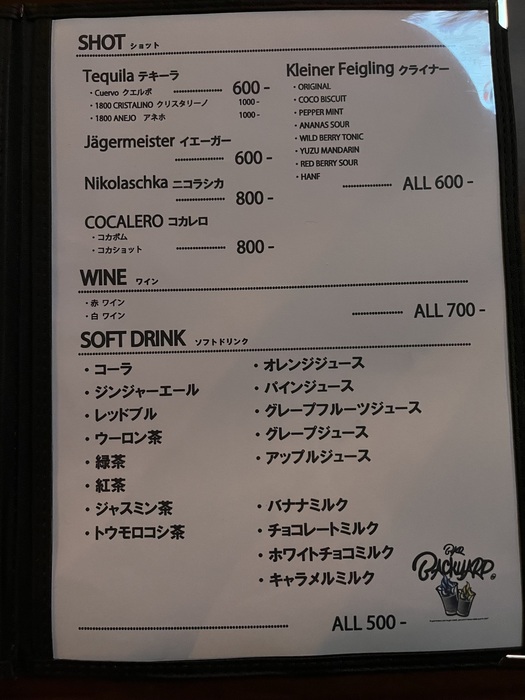 SHOT ショット
Tequila テキーラ
・Cuervo クエルボ ............ 600 -
・1800 CRISTALINO クリスタリーノ 1000 -
・1800 ANEJO アネホ 1000 -
Jägermeister イエーガー
............ 600 -
Nikolaschka ニコラシカ
............ 800 -
COCALERO コカレロ
・コカボム
・コカショット ............ 800 -
Kleiner Feigling クライナー
・ORIGINAL
・COCO BISCUIT
・PEPPER MINT
・ANANAS SOUR
・WILD BERRY TONIC
・YUZU MANDARIN
・RED BERRY SOUR
・HANF
............ ALL 600 -
WINE ワイン
・赤 ワイン
・白 ワイン
............ ALL 700 -
SOFT DRINK ソフトドリンク
・コーラ
・ジンジャーエール
・レッドブル
・ウーロン茶
・緑茶
・紅茶
・ジャスミン茶
・トウモロコシ茶
・オレンジジュース
・パインジュース
・グレープフルーツジュース
・グレープジュース
・アップルジュース
・バナナミルク
・チョコレートミルク
・ホワイトチョコミルク
・キャラメルミルク
ALL 500 -
BAR
BACKYARD